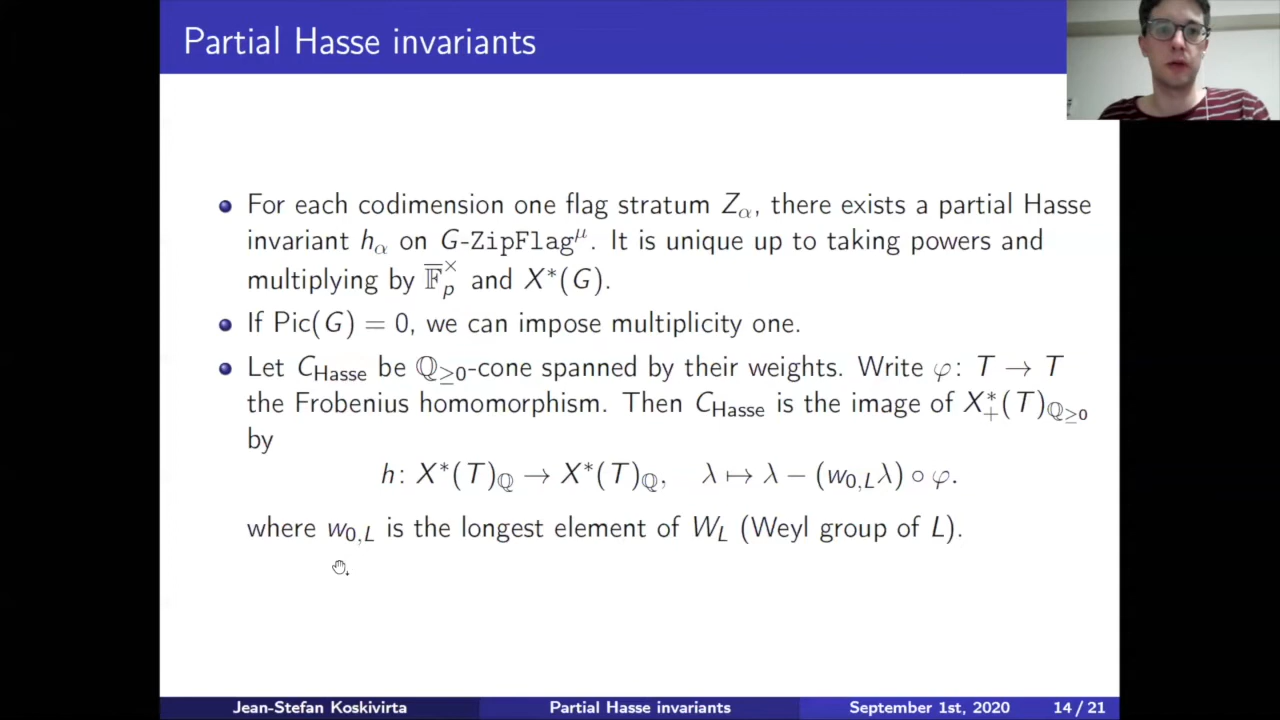 Partial Hasse invariants
For each codimension one flag stratum Z_α, there exists a partial Hasse
invariant h_α on G-ZipFlag^μ. It is unique up to taking powers and
multiplying by 𝔽̄_p^× and X*(G).
If Pic(G) = 0, we can impose multiplicity one.
Let C_Hasse be ℚ_≥0-cone spanned by their weights. Write φ: T → T
the Frobenius homomorphism. Then C_Hasse is the image of X*_+(T)_ℚ≥0
by
h: X*(T)_ℚ → X*(T)_ℚ, λ ↦ λ − (w_0,L λ) ∘ φ.
where w_0,L is the longest element of W_L (Weyl group of L).
Jean-Stefan Koskivirta Partial Hasse invariants September 1st, 2020 14 / 21